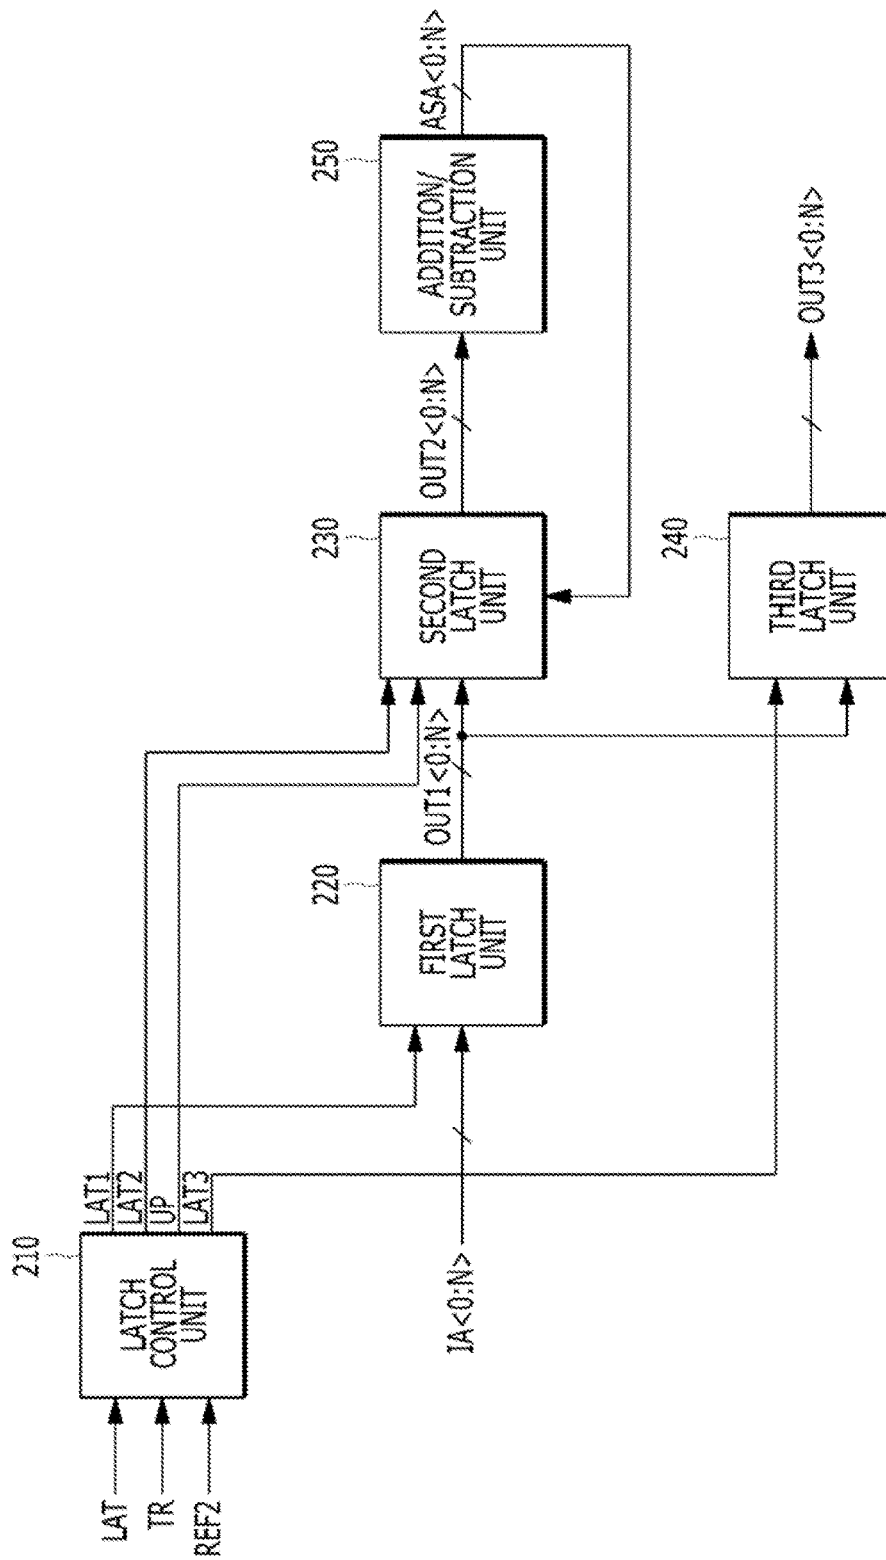 210
LAT
TR
REF2
LATCH
CONTROL
UNIT
LAT1
LAT2
UP
LAT3
IA<0:N>
220
FIRST
LATCH
UNIT
OUT1<0:N>
230
SECOND
LATCH
UNIT
OUT2<0:N>
250
ADDITION/
SUBTRACTION
UNIT
ASA<0:N>
240
THIRD
LATCH
UNIT
OUT3<0:N>